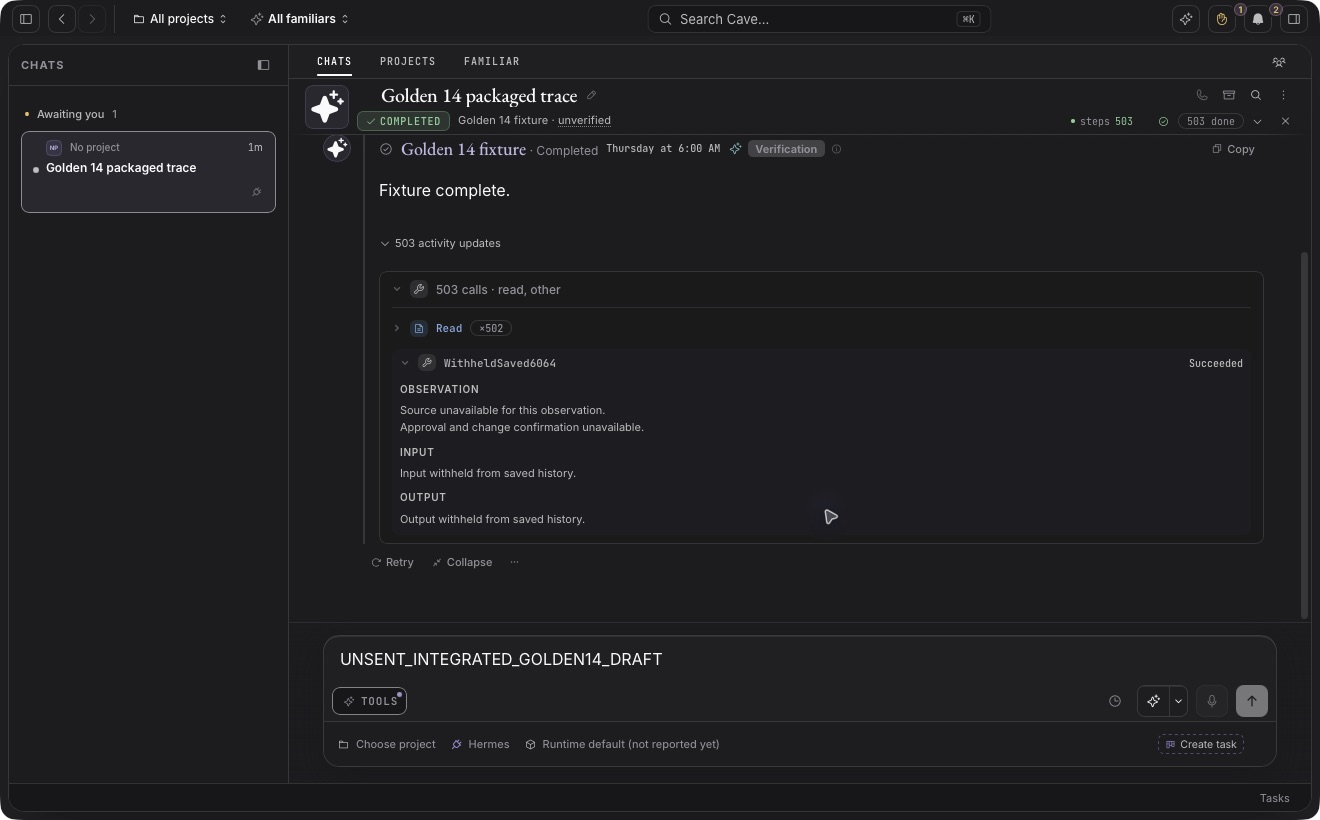 All projects
All familiars
Search Cave...
⌘K
1
2
CHATS
CHATS
PROJECTS
FAMILIAR
Awaiting you 1
NP No project 1m
Golden 14 packaged trace
Golden 14 packaged trace
COMPLETED
Golden 14 fixture · unverified
steps 503
503 done
Golden 14 fixture · Completed Thursday at 6:00 AM Verification
Copy
Fixture complete.
503 activity updates
503 calls · read, other
Read ×502
WithheldSaved6064 Succeeded
OBSERVATION
Source unavailable for this observation.
Approval and change confirmation unavailable.
INPUT
Input withheld from saved history.
OUTPUT
Output withheld from saved history.
Retry Collapse ···
UNSENT_INTEGRATED_GOLDEN14_DRAFT
TOOLS
Choose project Hermes Runtime default (not reported yet) Create task
Tasks